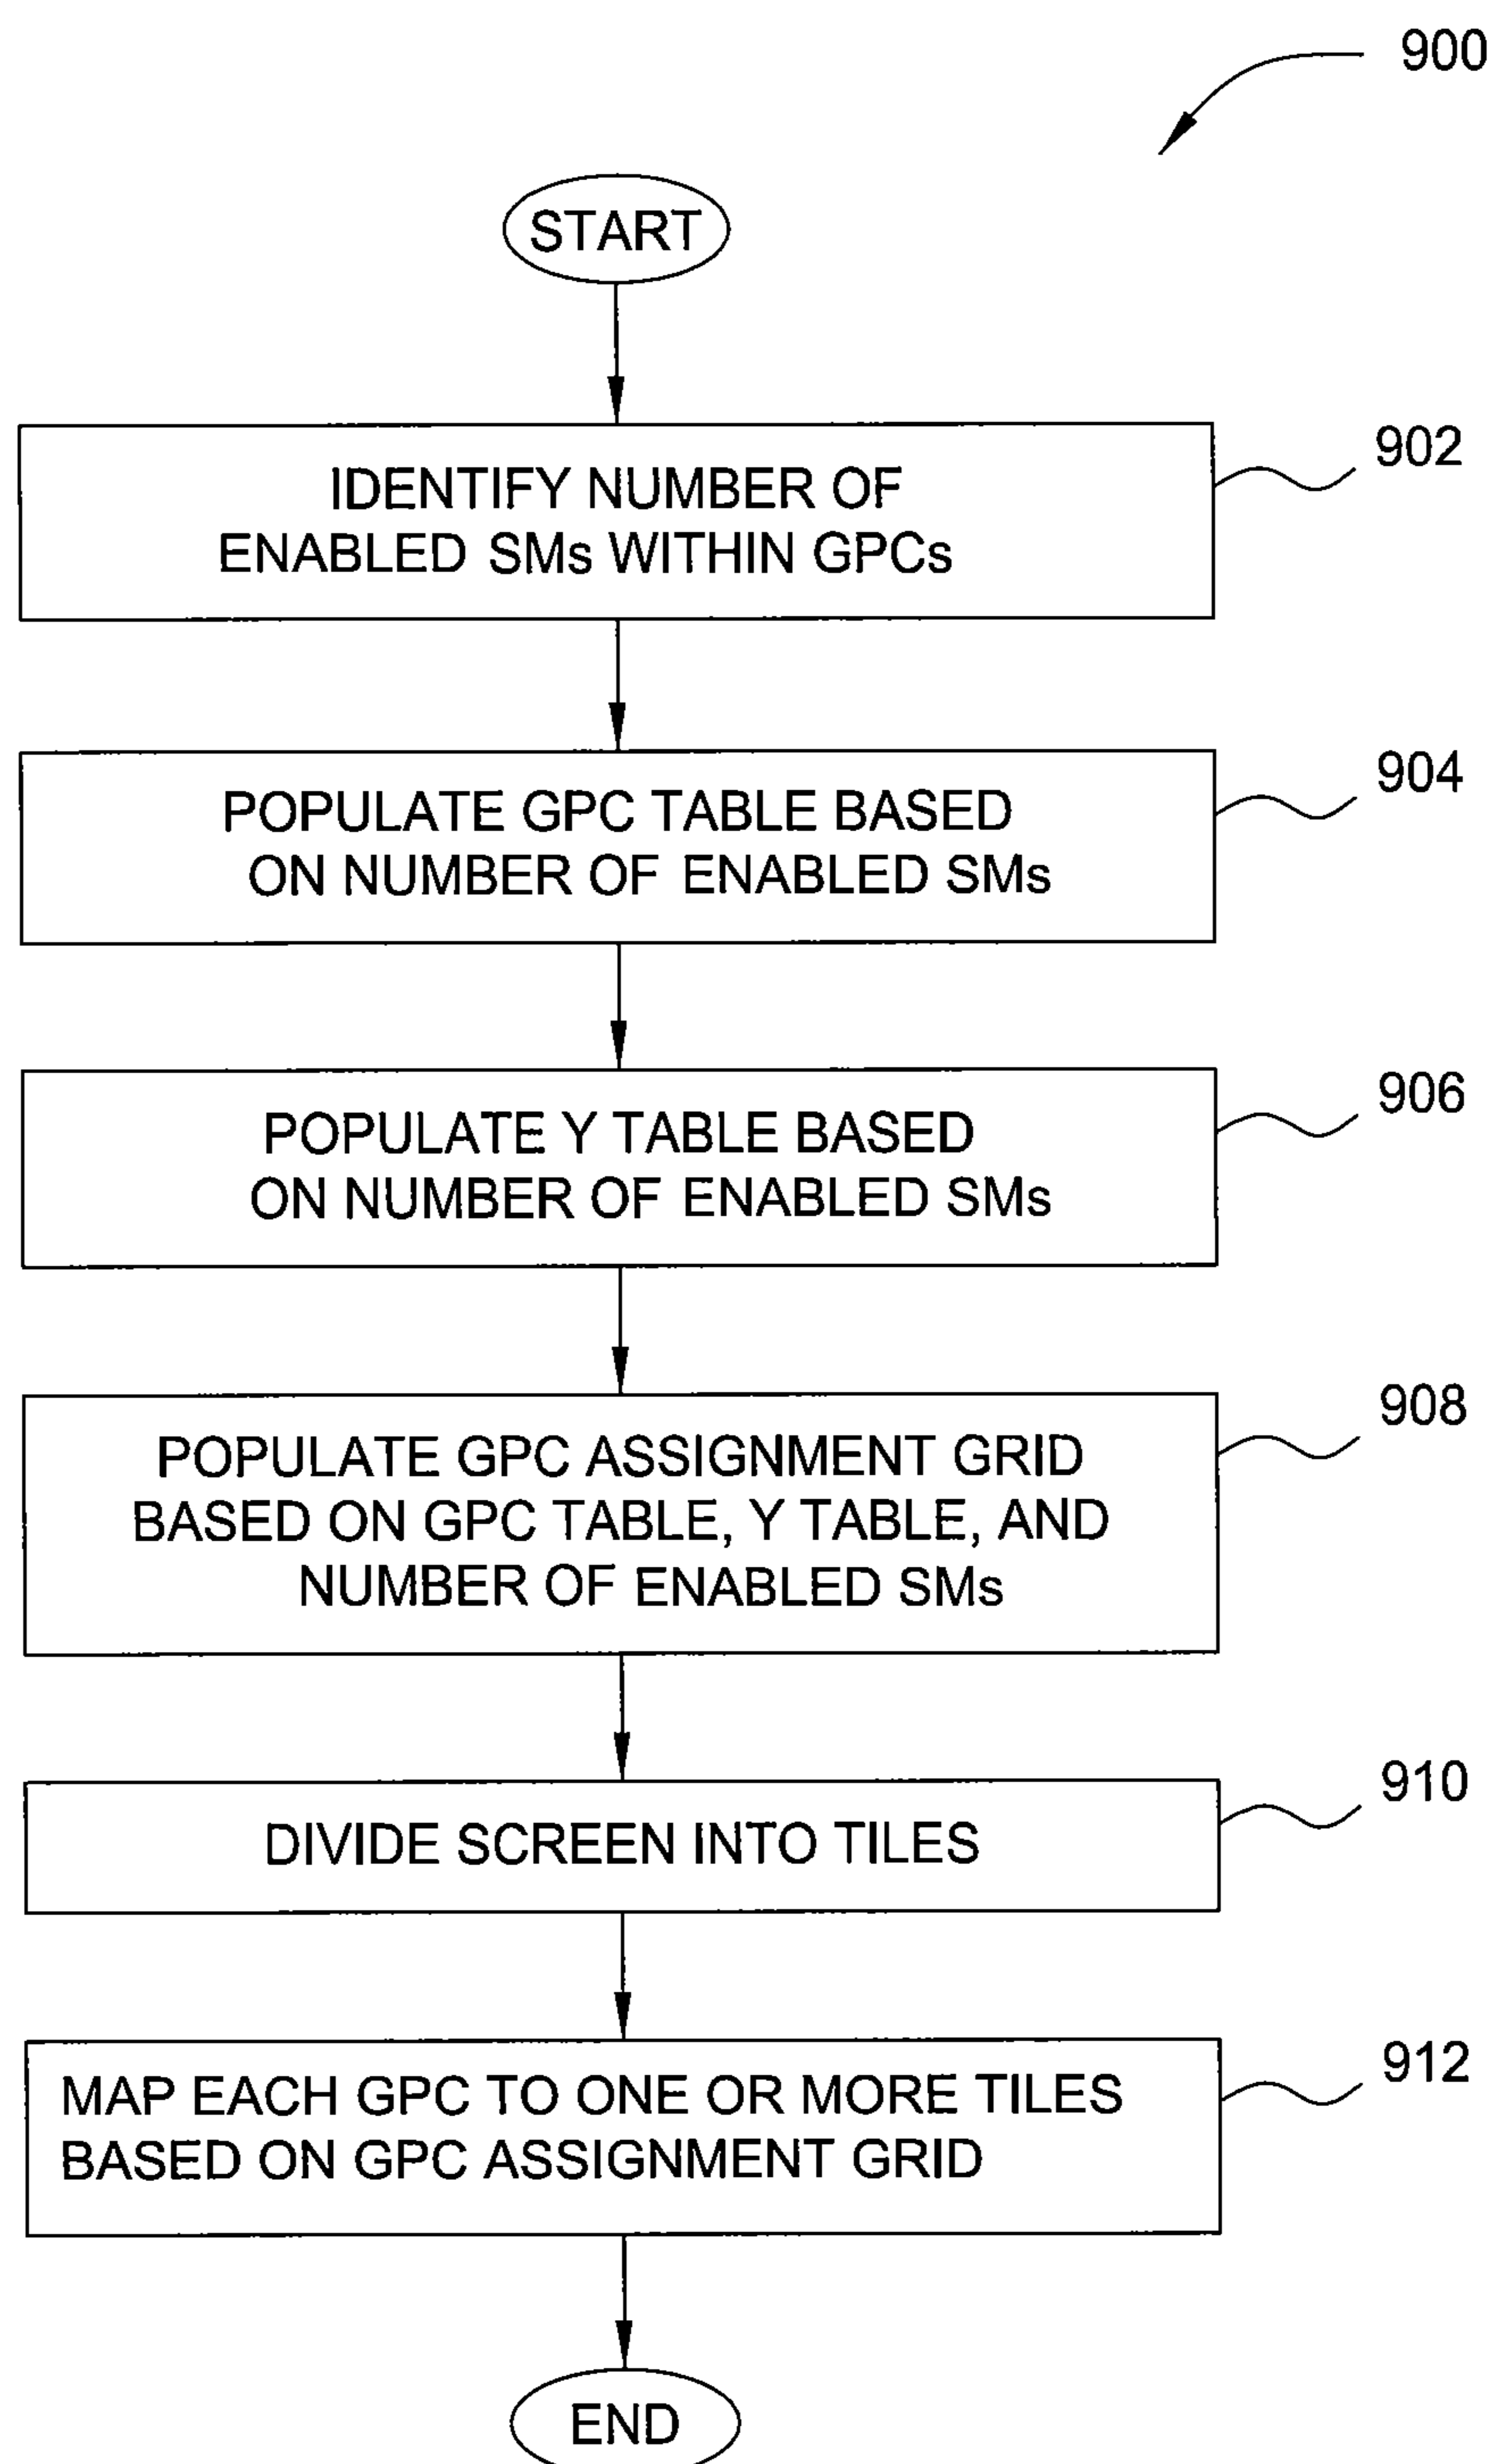 900
START
902
IDENTIFY NUMBER OF
ENABLED SMs WITHIN GPCs
904
POPULATE GPC TABLE BASED
ON NUMBER OF ENABLED SMs
906
POPULATE Y TABLE BASED
ON NUMBER OF ENABLED SMs
908
POPULATE GPC ASSIGNMENT GRID
BASED ON GPC TABLE, Y TABLE, AND
NUMBER OF ENABLED SMs
910
DIVIDE SCREEN INTO TILES
912
MAP EACH GPC TO ONE OR MORE TILES
BASED ON GPC ASSIGNMENT GRID
END